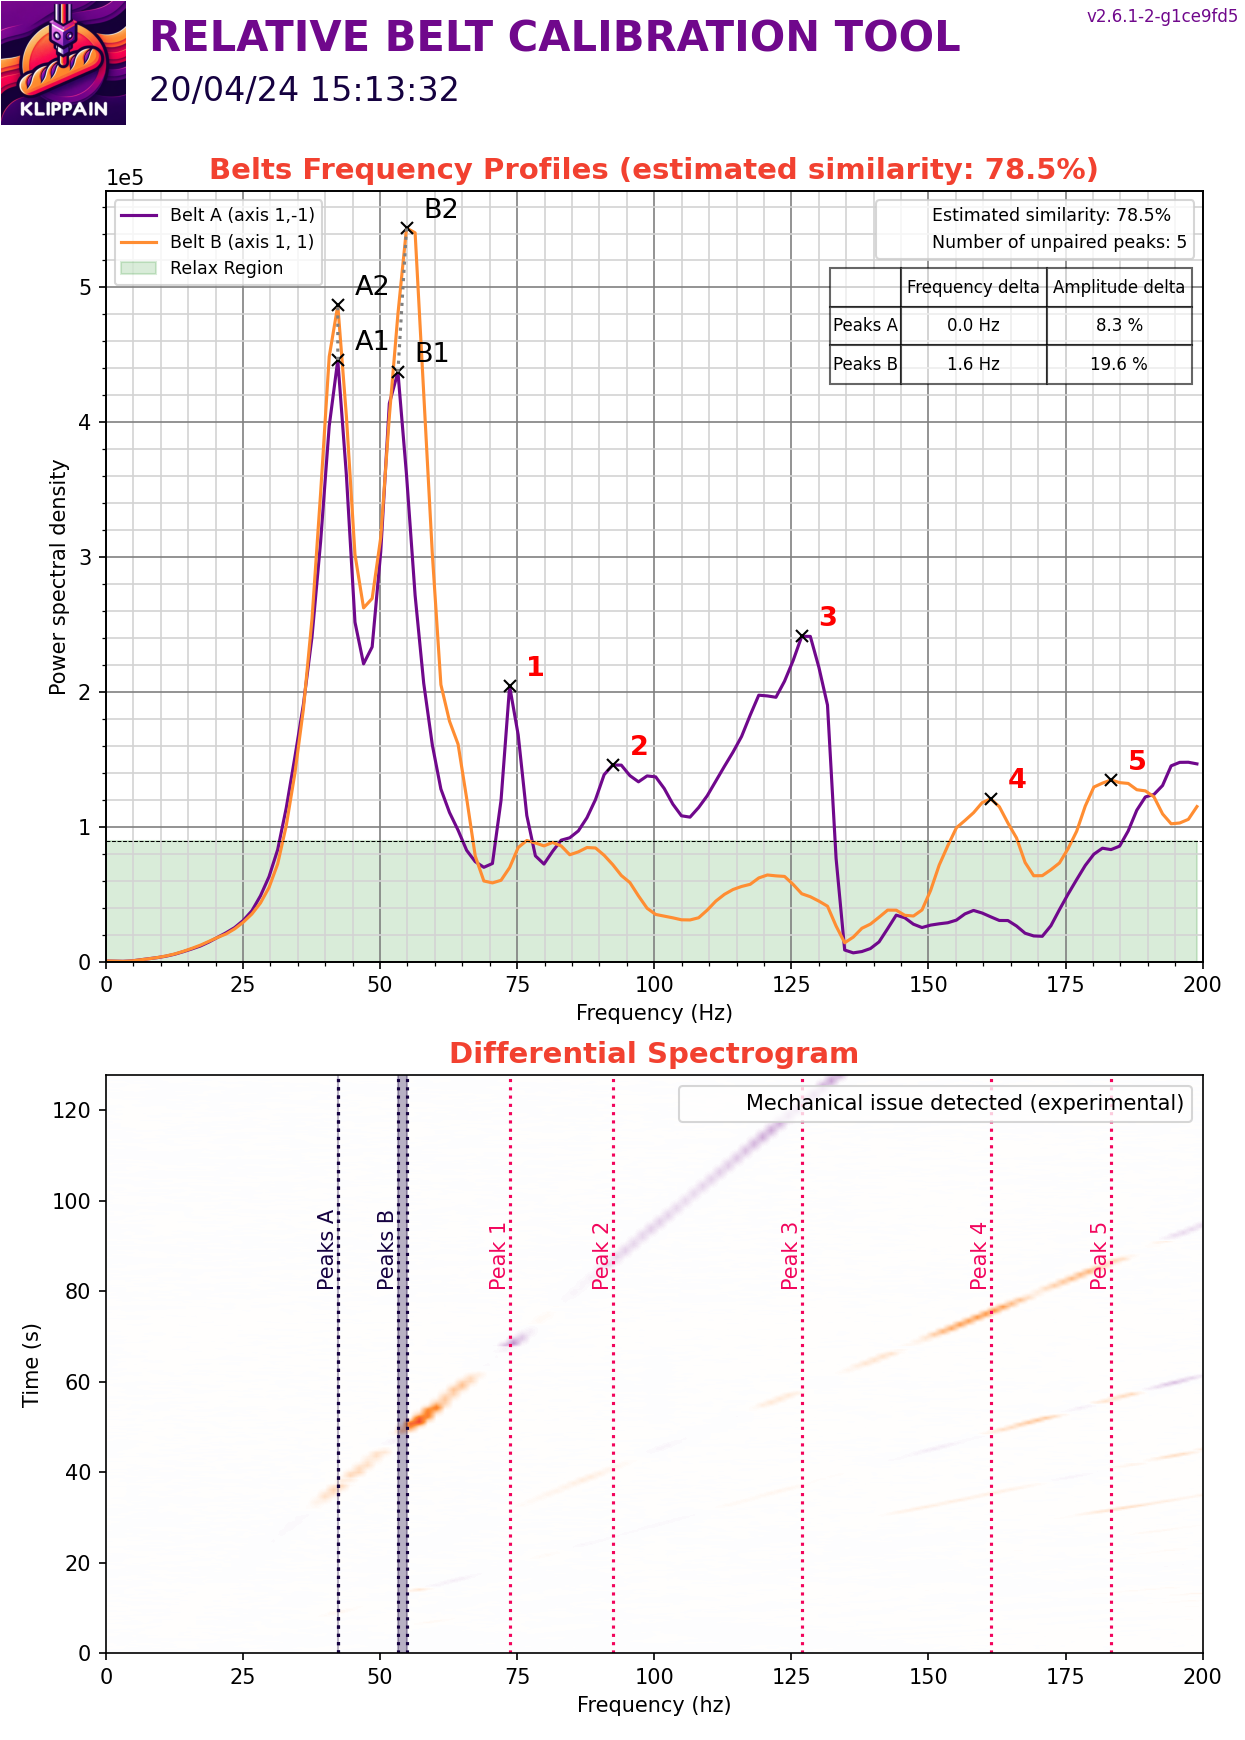 v2.6.1-2-g1ce9fd5
RELATIVE BELT CALIBRATION TOOL
20/04/24 15:13:32
KLIPPAIN
Belts Frequency Profiles (estimated similarity: 78.5%)
1e5
Belt A (axis 1,-1)
Belt B (axis 1, 1)
Relax Region
Estimated similarity: 78.5%
Number of unpaired peaks: 5
Frequency delta Amplitude delta
Peaks A 0.0 Hz 8.3 %
Peaks B 1.6 Hz 19.6 %
B2
A2
A1
B1
1
2
3
4
5
Power spectral density
5
4
3
2
1
0
0 25 50 75 100 125 150 175 200
Frequency (Hz)
Differential Spectrogram
Mechanical issue detected (experimental)
Peaks A
Peaks B
Peak 1
Peak 2
Peak 3
Peak 4
Peak 5
Time (s)
120
100
80
60
40
20
0
0 25 50 75 100 125 150 175 200
Frequency (hz)